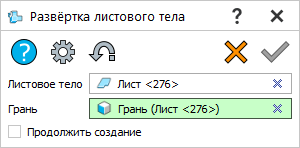 Развёртка листового тела ?
?
Листовое тело Лист <276>
Грань Грань (Лист <276>)
Продолжить создание